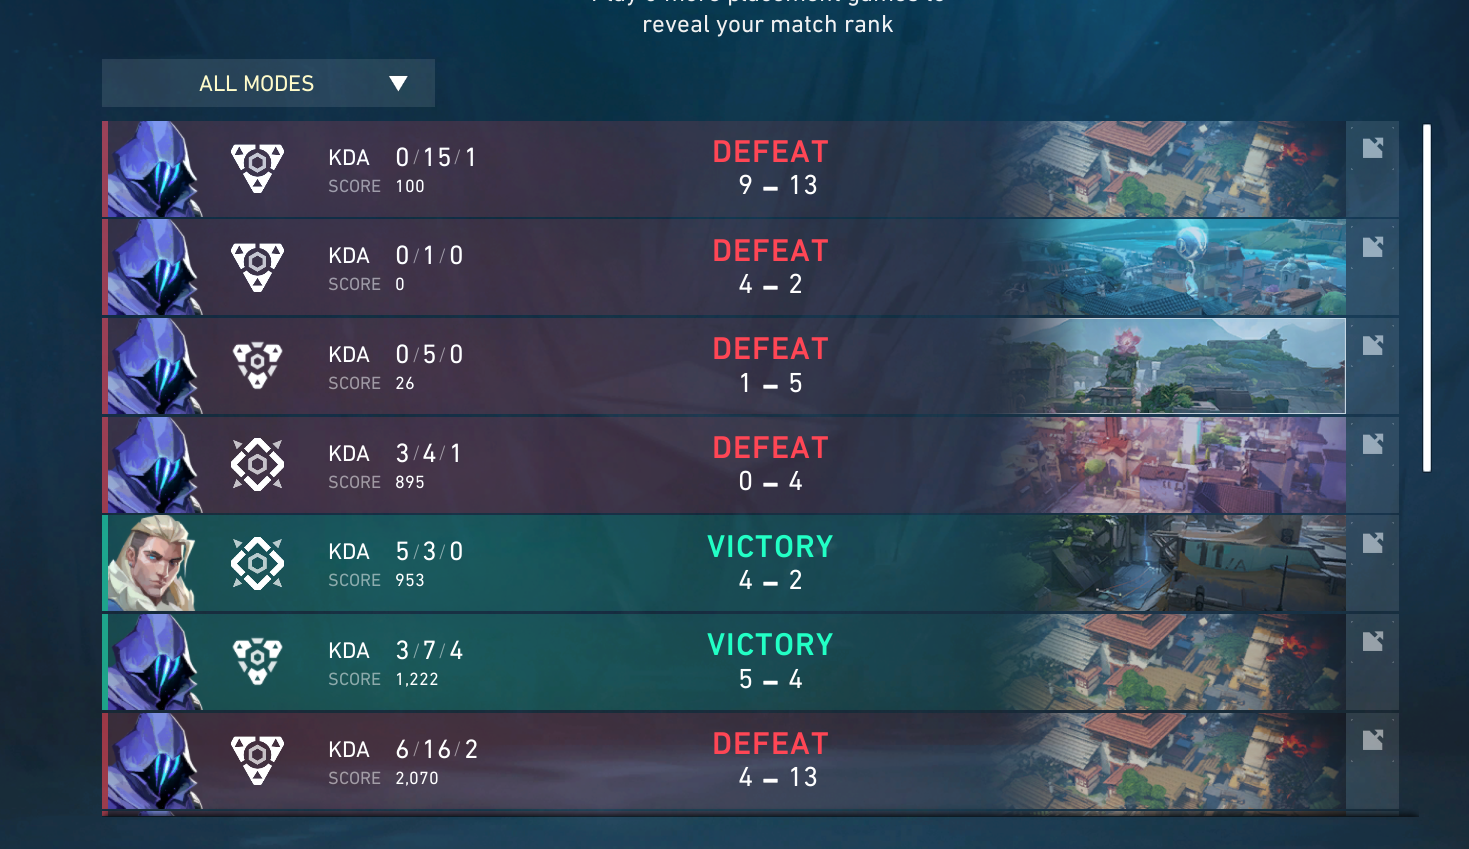 reveal your match rank
ALL MODES
KDA 0/15/1
SCORE 100
DEFEAT
9 – 13
KDA 0/1/0
SCORE 0
DEFEAT
4 – 2
KDA 0/5/0
SCORE 26
DEFEAT
1 – 5
KDA 3/4/1
SCORE 895
DEFEAT
0 – 4
KDA 5/3/0
SCORE 953
VICTORY
4 – 2
KDA 3/7/4
SCORE 1,222
VICTORY
5 – 4
KDA 6/16/2
SCORE 2,070
DEFEAT
4 – 13